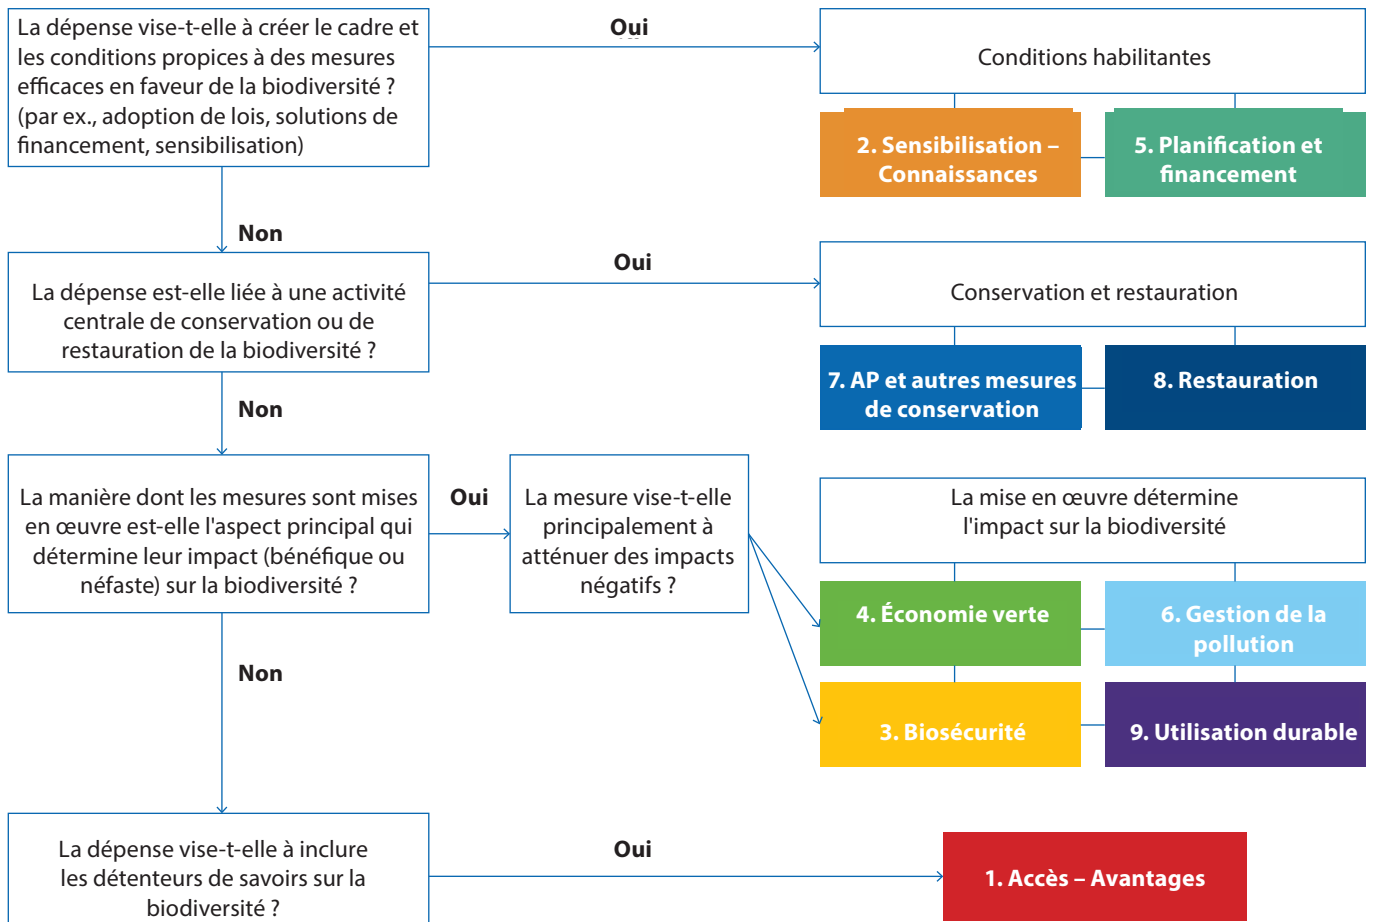 La dépense vise-t-elle à créer le cadre et
les conditions propices à des mesures
efficaces en faveur de la biodiversité ?
(par ex., adoption de lois, solutions de
financement, sensibilisation)
Oui
Conditions habilitantes
2. Sensibilisation –
Connaissances
5. Planification et
financement
Non
La dépense est-elle liée à une activité
centrale de conservation ou de
restauration de la biodiversité ?
Oui
Conservation et restauration
7. AP et autres mesures
de conservation
8. Restauration
Non
La manière dont les mesures sont mises
en œuvre est-elle l'aspect principal qui
détermine leur impact (bénéfique ou
néfaste) sur la biodiversité ?
Oui
La mesure vise-t-elle
principalement à
atténuer des impacts
négatifs ?
La mise en œuvre détermine
l'impact sur la biodiversité
4. Économie verte
6. Gestion de la
pollution
3. Biosécurité
9. Utilisation durable
Non
La dépense vise-t-elle à inclure
les détenteurs de savoirs sur la
biodiversité ?
Oui
1. Accès – Avantages